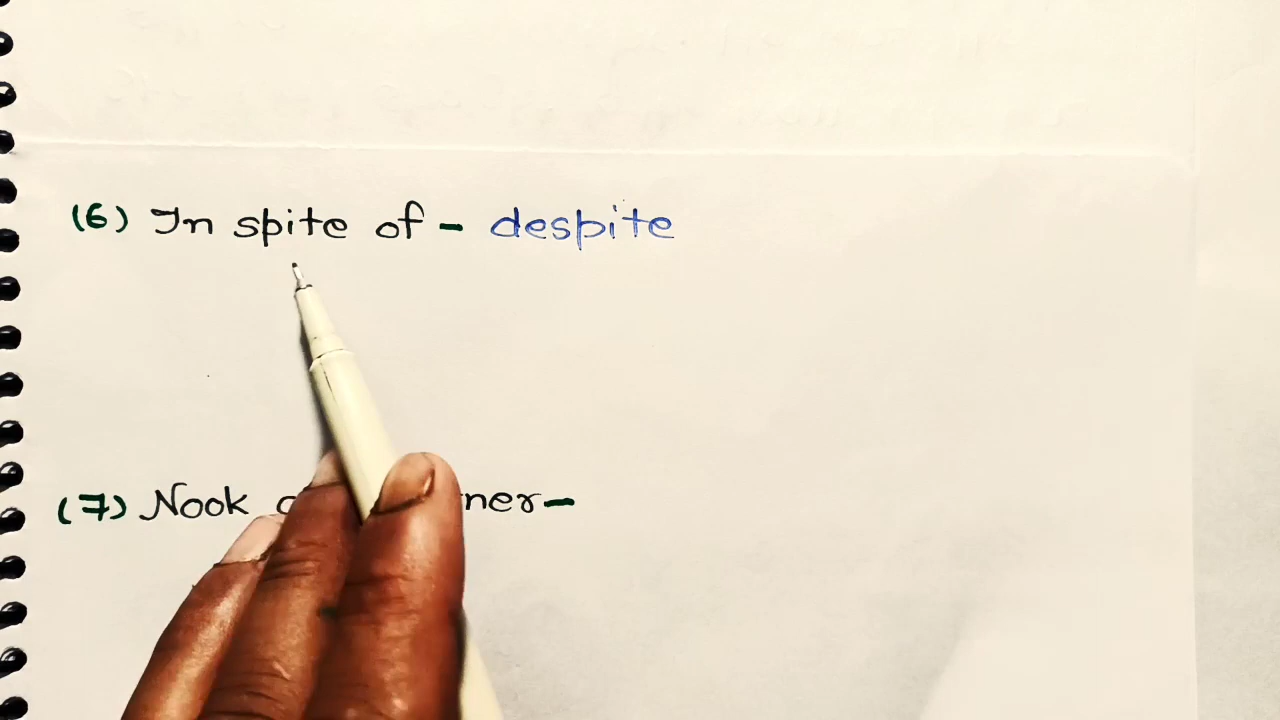 (6) In spite of - despite
(7) Nook ner-